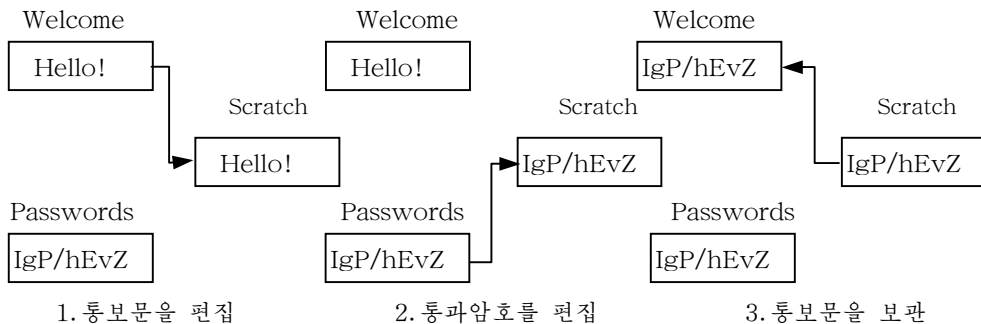 Welcome Welcome Welcome
Hello! Hello! IgP/hEvZ
Scratch Scratch Scratch
Hello! IgP/hEvZ IgP/hEvZ
Passwords Passwords Passwords
IgP/hEvZ IgP/hEvZ IgP/hEvZ
1.통보문을 편집 2.통과암호를 편집 3.통보문을 보관